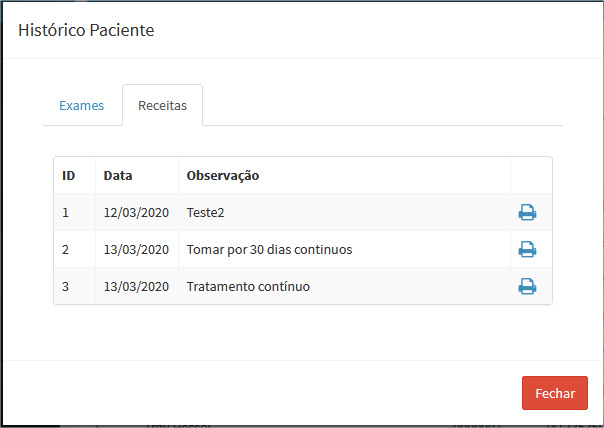 Histórico Paciente
Exames Receitas
ID Data Observação
1 12/03/2020 Teste2
2 13/03/2020 Tomar por 30 dias continuos
3 13/03/2020 Tratamento contínuo
Fechar